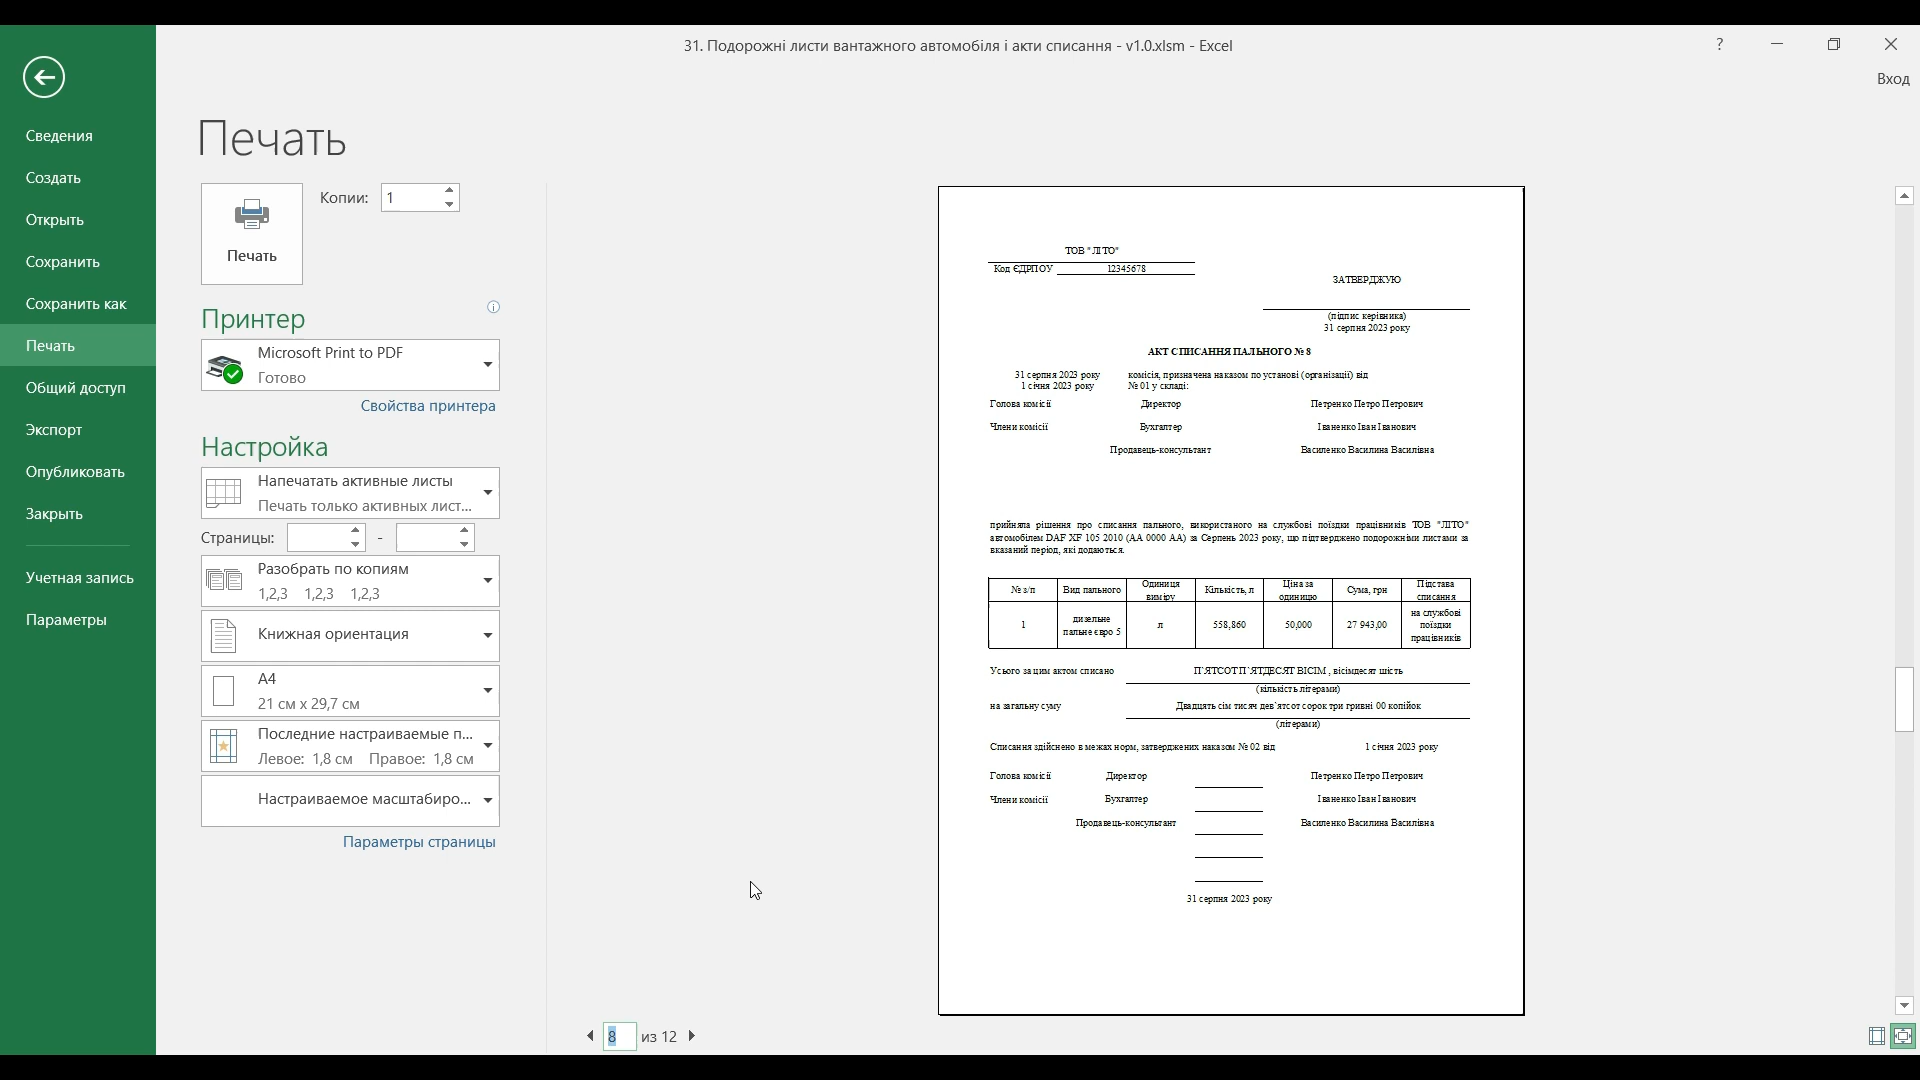 31. Подорожні листи вантажного автомобіля і акти списання - v1.0.xlsm - Excel
?
Вход
Сведения
Создать
Открыть
Сохранить
Сохранить как
Печать
Общий доступ
Экспорт
Опубликовать
Закрыть
Учетная запись
Параметры
Печать
Печать
Копии: 1
Принтер
Microsoft Print to PDF
Готово
Свойства принтера
Настройка
Напечатать активные листы
Печать только активных лист...
Страницы: -
Разобрать по копиям
1,2,3 1,2,3 1,2,3
Книжная ориентация
A4
21 см x 29,7 см
Последние настраиваемые п...
Левое: 1,8 см Правое: 1,8 см
Настраиваемое масштабиро...
Параметры страницы
ТОВ "ЛІТО"
Код ЄДРПОУ 12345678
ЗАТВЕРДЖУЮ
(підпис керівника)
31 серпня 2023 року
АКТ СПИСАННЯ ПАЛЬНОГО № 8
31 серпня 2023 року комісія, призначена наказом по установі (організації) від
1 січня 2023 року № 01 у складі:
Голова комісії Директор Петренко Петро Петрович
Члени комісії Бухгалтер Іваненко Іван Іванович
Продавець-консультант Василенко Василина Василівна
прийняла рішення про списання пального, використаного на службові поїздки працівників ТОВ "ЛІТО"
автомобілем DAF XF 105 2010 (АА 0000 АА) за Серпень 2023 року, що підтверджено подорожніми листами за
вказаний період, які додаються.
№ з/п Вид пального Одиниця виміру Кількість, л Ціна за одиницю Сума, грн Підстава списання
1 дизельне пальне євро 5 л 558,860 50,000 27 943,00 на службові поїздки працівників
Усього за цим актом списано П`ЯТСОТ П`ЯТДЕСЯТ ВІСІМ , вісімдесят шість
(кількість літерами)
на загальну суму Двадцять сім тисяч дев`ятсот сорок три гривні 00 копійок
(літерами)
Списання здійснено в межах норм, затверджених наказом № 02 від 1 січня 2023 року
Голова комісії Директор Петренко Петро Петрович
Члени комісії Бухгалтер Іваненко Іван Іванович
Продавець-консультант Василенко Василина Василівна
31 серпня 2023 року
8 из 12